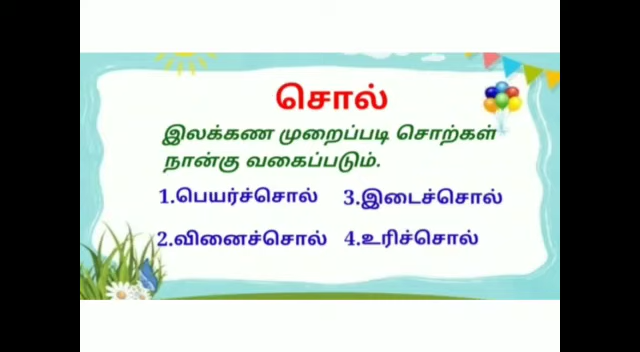 சொல்
இலக்கண முறைப்படி சொற்கள்
நான்கு வகைப்படும்.
1.பெயர்ச்சொல் 3.இடைச்சொல்
2.வினைச்சொல் 4.உரிச்சொல்